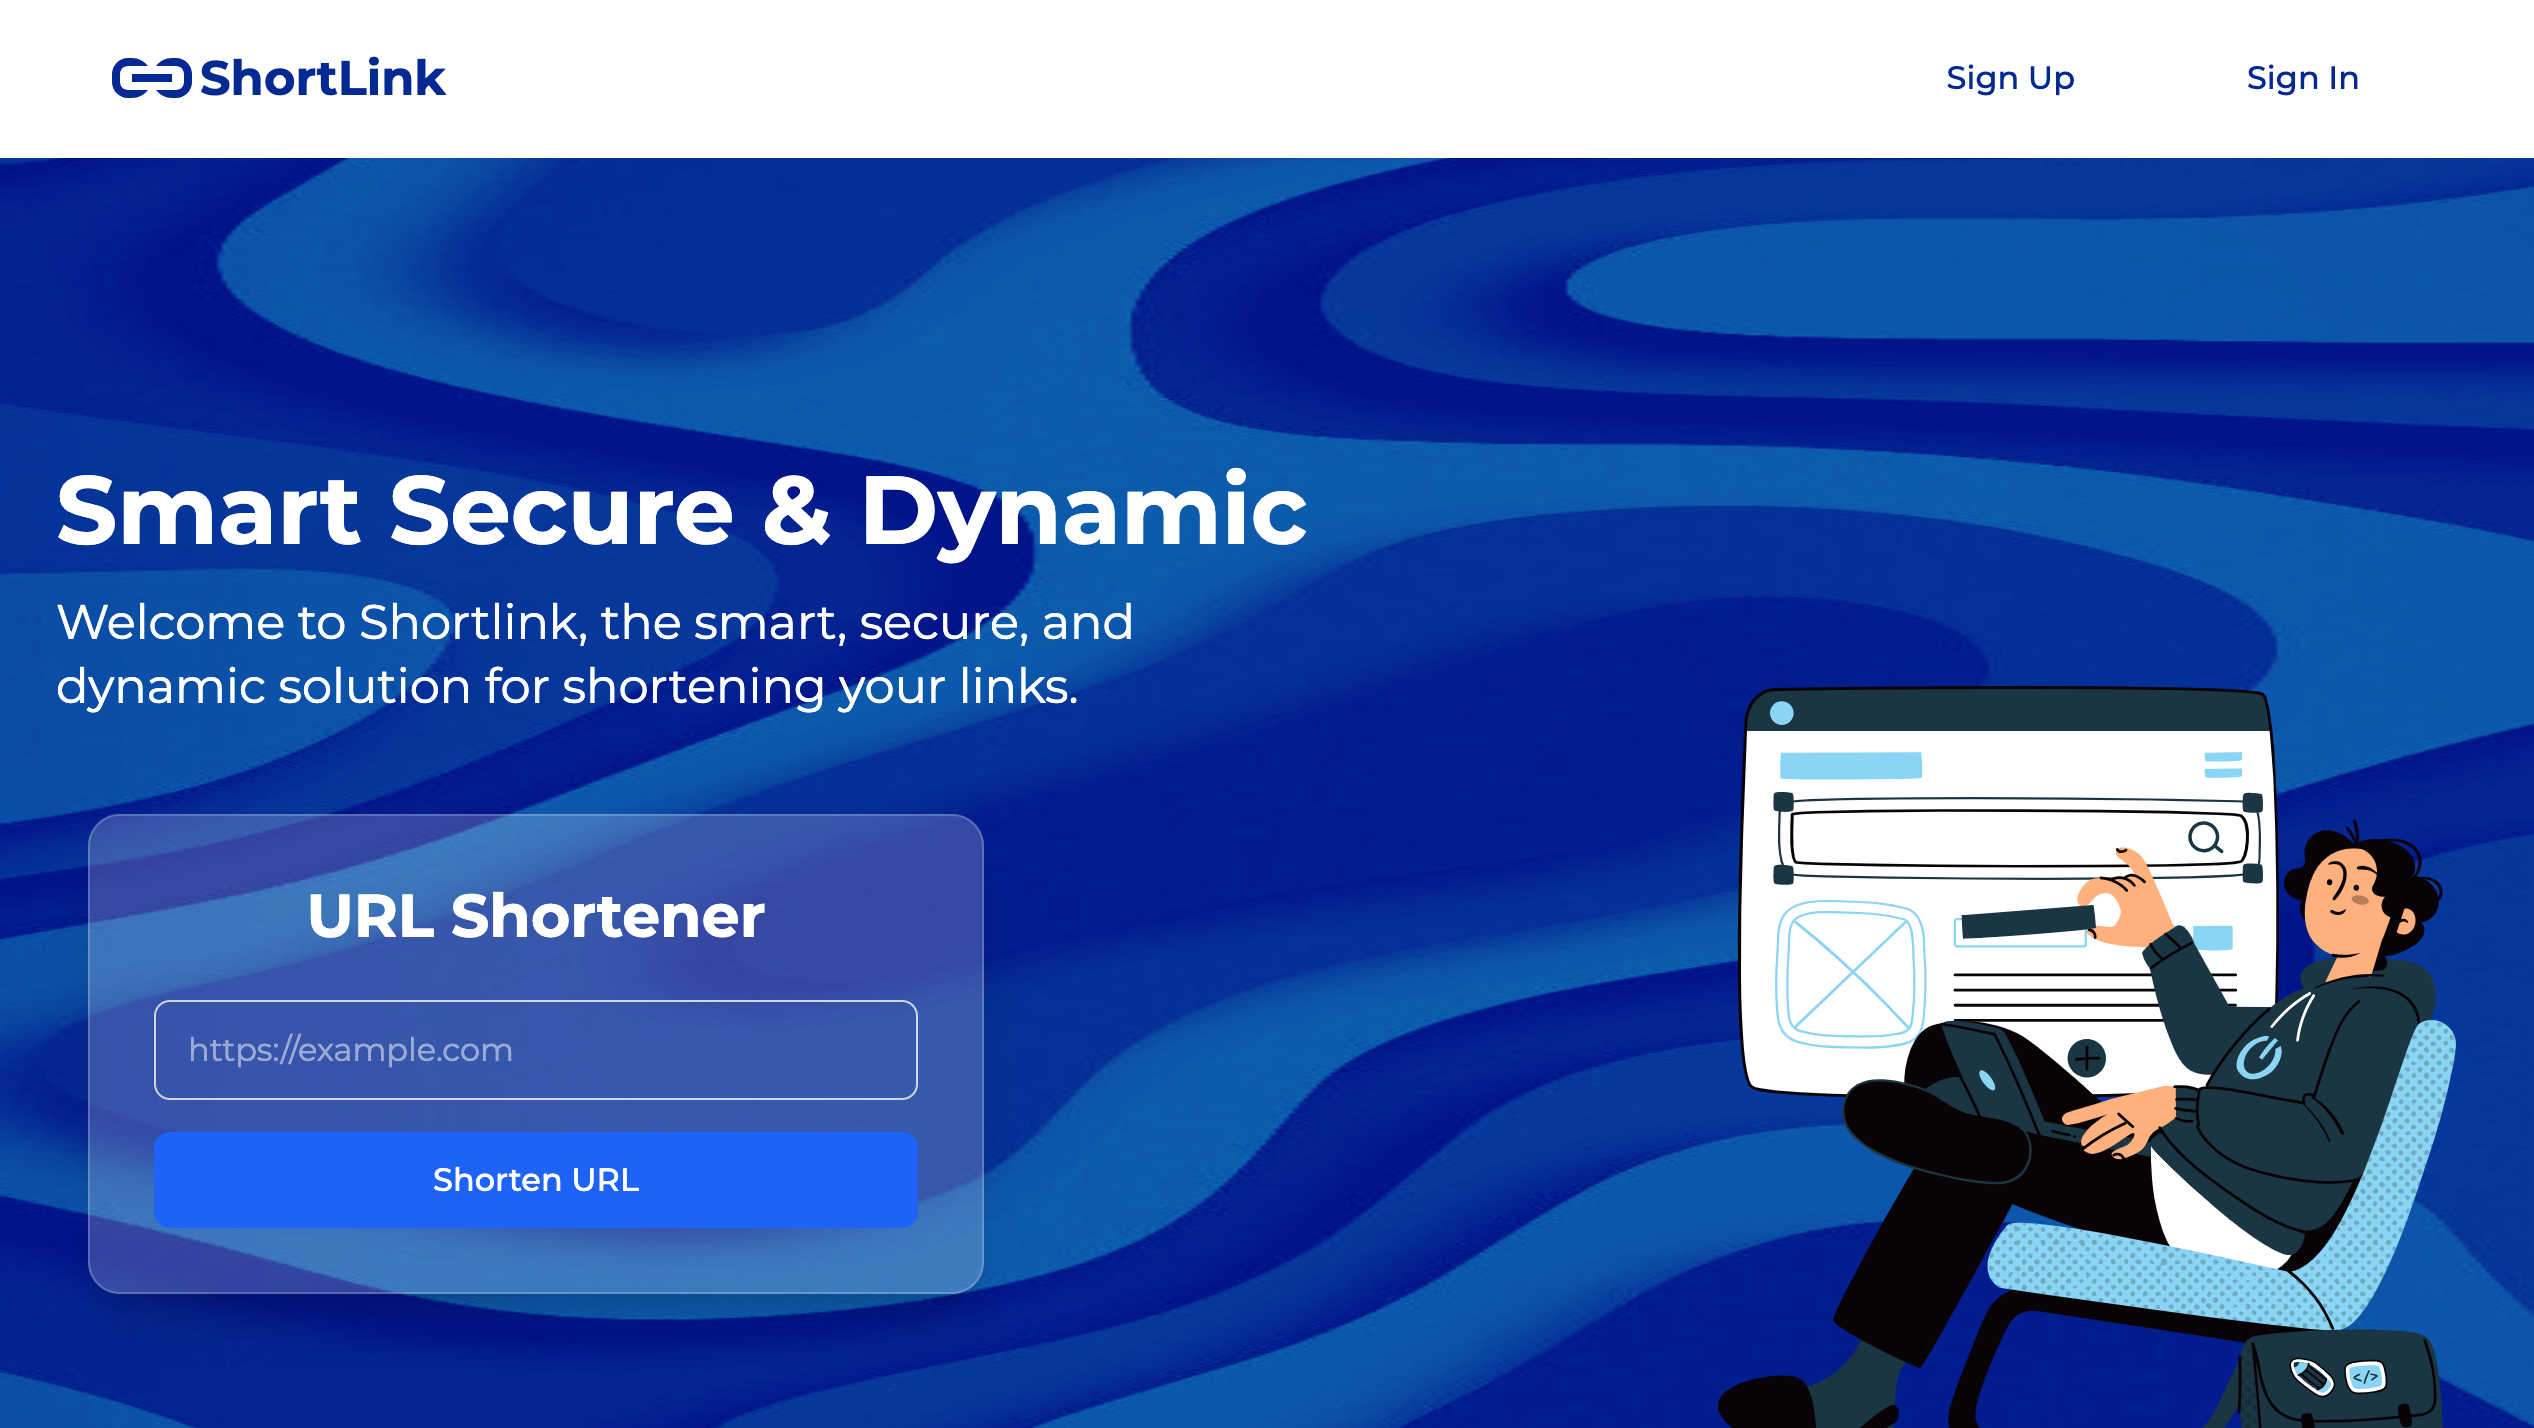 ShortLink
Sign Up
Sign In
Smart Secure & Dynamic
Welcome to Shortlink, the smart, secure, and
dynamic solution for shortening your links.
URL Shortener
https://example.com
Shorten URL
</>